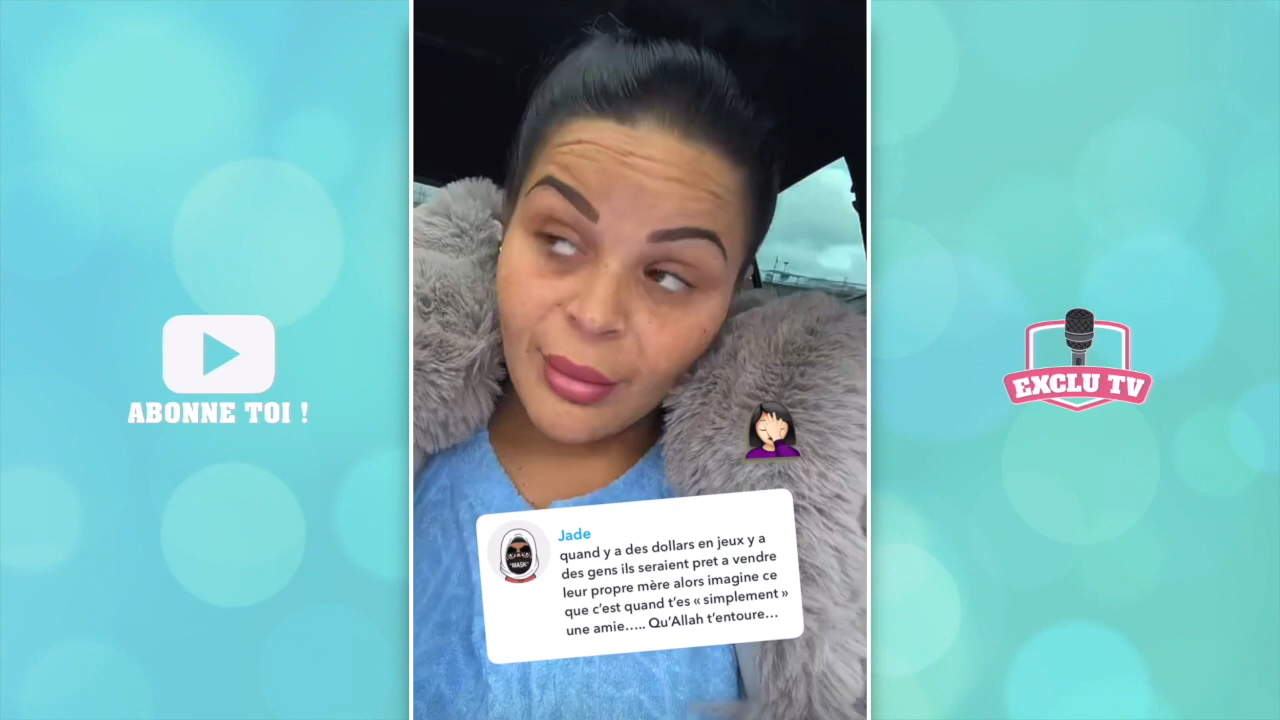 Jade
quand y a des dollars en jeux y a
des gens ils seraient pret a vendre
leur propre mère alors imagine ce
que c'est quand t'es « simplement »
une amie..... Qu'Allah t'entoure...
"MASK"
ABONNE TOI !
EXCLU TV